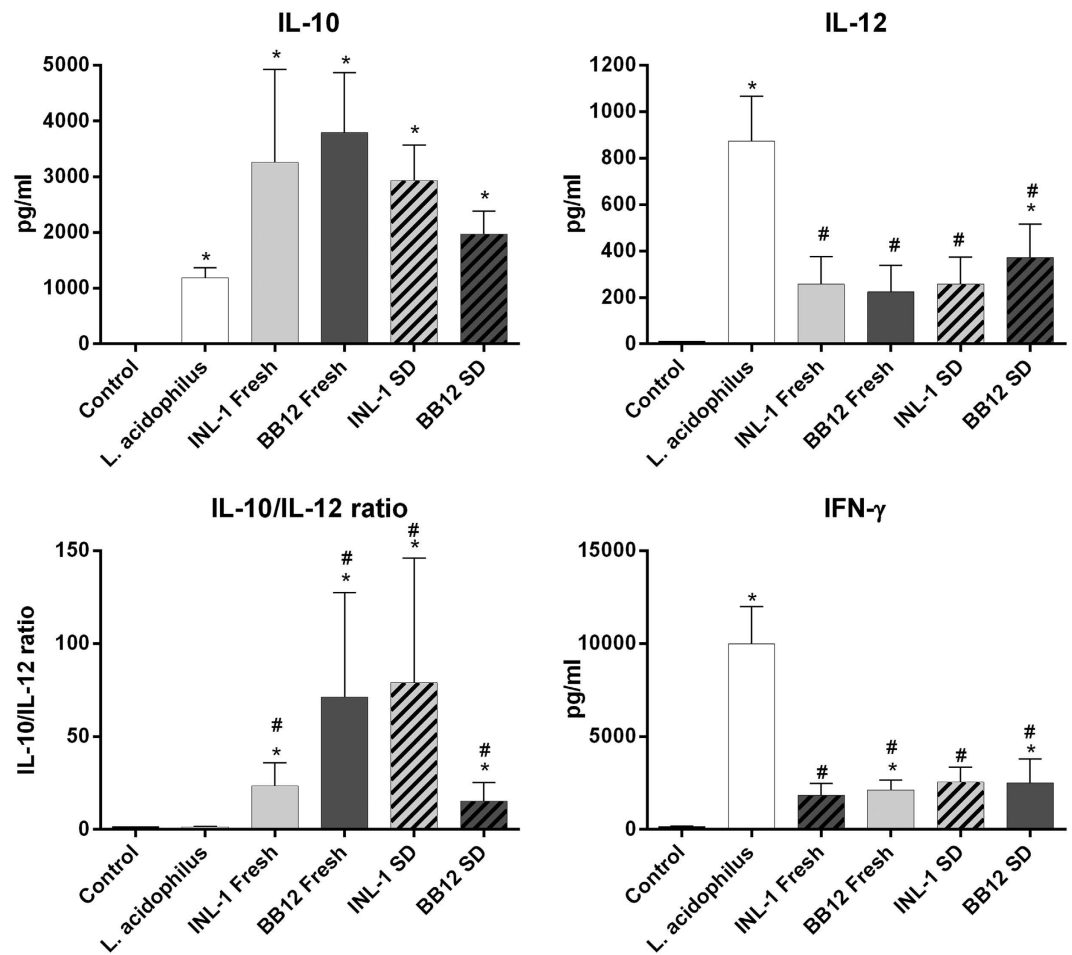 IL-10
*
*
*
*
*
5000
4000
3000
2000
1000
0
pg/ml
Control
L. acidophilus
INL-1 Fresh
BB12 Fresh
INL-1 SD
BB12 SD
IL-12
*
#
#
#
#
*
1200
1000
800
600
400
200
0
pg/ml
Control
L. acidophilus
INL-1 Fresh
BB12 Fresh
INL-1 SD
BB12 SD
IL-10/IL-12 ratio
#
*
#
*
#
*
#
*
150
100
50
0
IL-10/IL-12 ratio
Control
L. acidophilus
INL-1 Fresh
BB12 Fresh
INL-1 SD
BB12 SD
IFN-γ
*
#
#
*
#
#
*
15000
10000
5000
0
pg/ml
Control
L. acidophilus
INL-1 Fresh
BB12 Fresh
INL-1 SD
BB12 SD